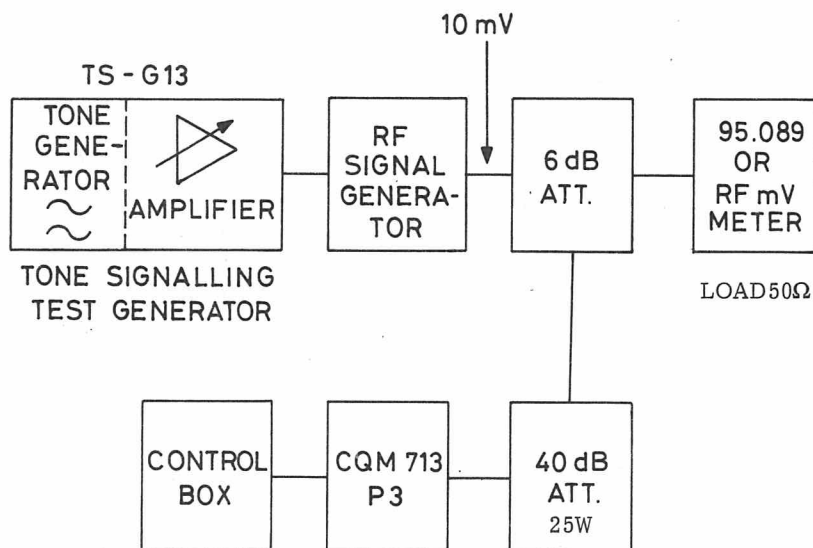 10 mV
TS - G13
TONE
GENE-
RATOR
AMPLIFIER
RF
SIGNAL
GENERA-
TOR
6 dB
ATT.
95.089
OR
RF mV
METER
TONE SIGNALLING
TEST GENERATOR
LOAD 50Ω
CONTROL
BOX
CQM 713
P3
40 dB
ATT.
25W